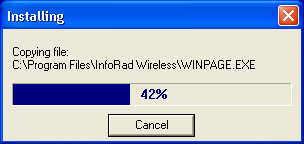 Installing
Copying file:
C:\Program Files\InfoRad Wireless\WINPAGE.EXE
42%
Cancel